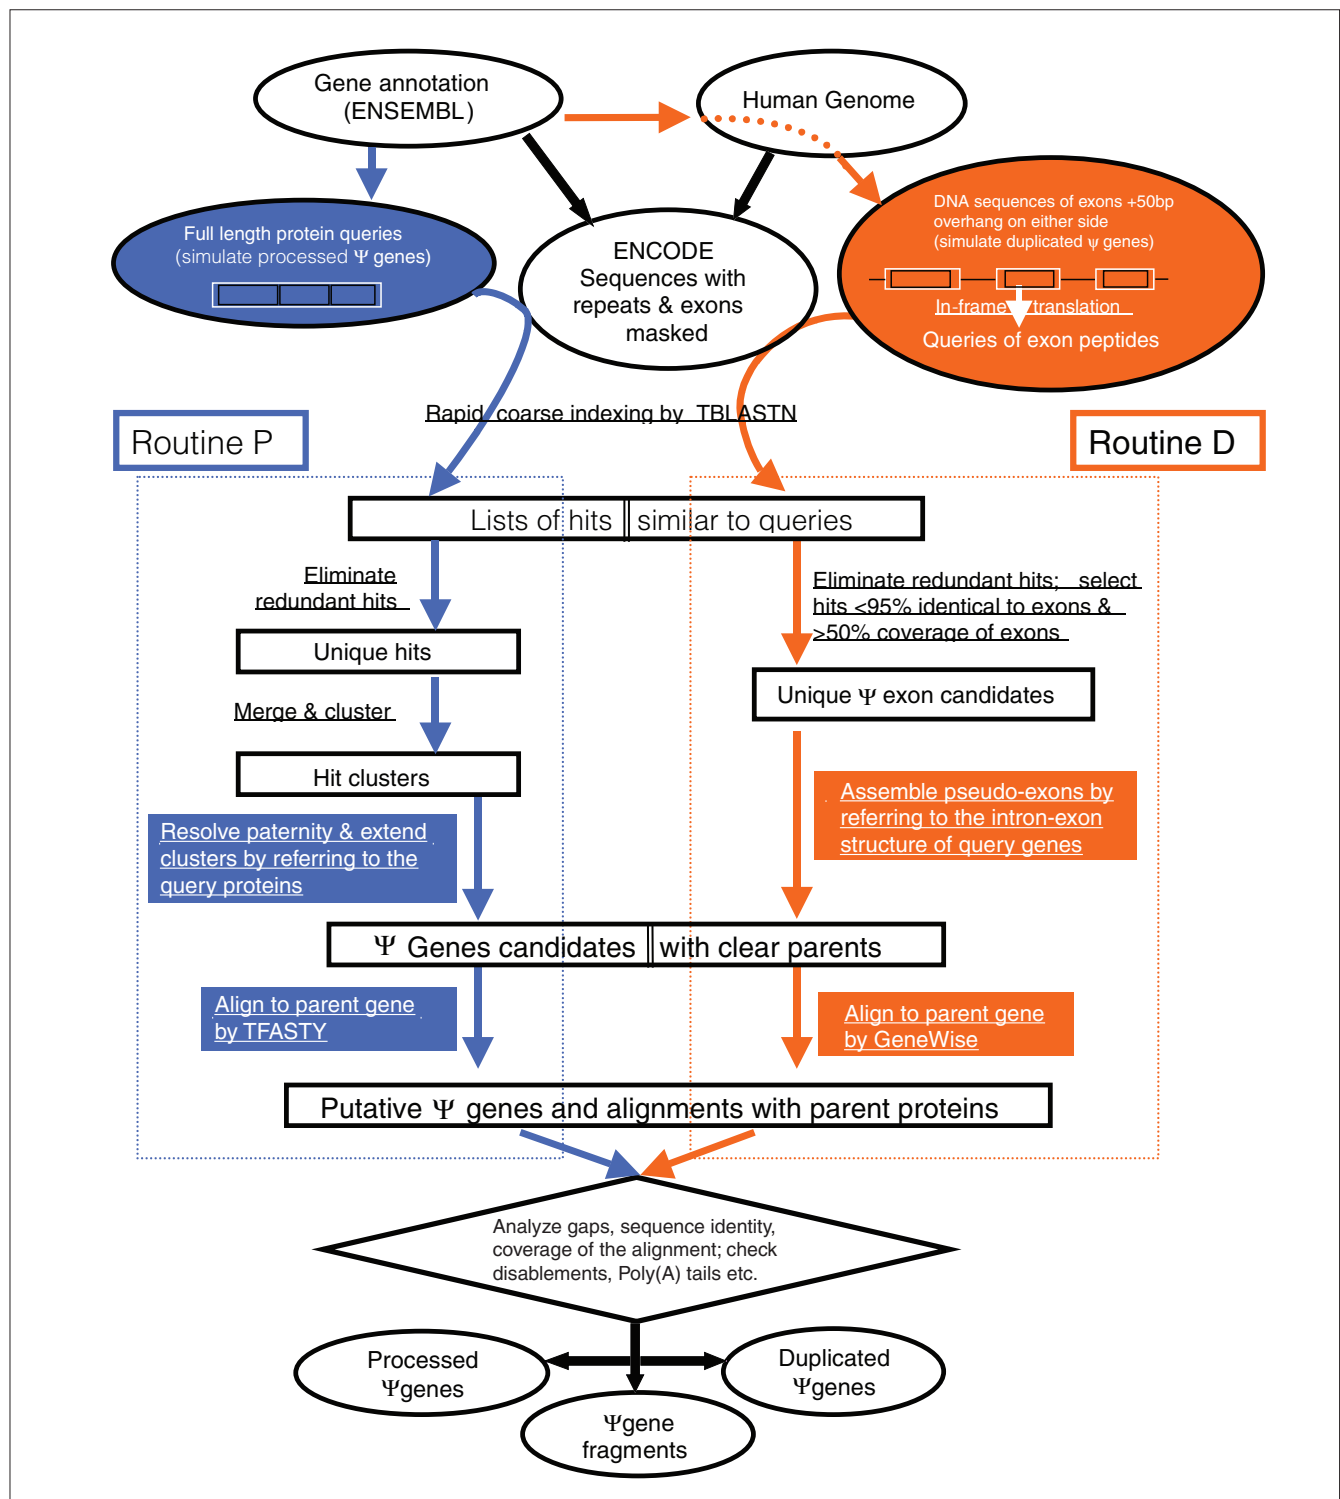 Gene annotation
(ENSEMBL)
Human Genome
Full length protein queries
(simulate processed Ψ genes)
ENCODE
Sequences with
repeats & exons
masked
DNA sequences of exons +50bp
overhang on either side
(simulate duplicated ψ genes)
In-frame translation
Queries of exon peptides
Rapid coarse indexing by TBLASTN
Routine P
Routine D
Lists of hits similar to queries
Eliminate
redundant hits
Eliminate redundant hits; select
hits <95% identical to exons &
>50% coverage of exons
Unique hits
Unique Ψ exon candidates
Merge & cluster
Hit clusters
Resolve paternity & extend
clusters by referring to the
query proteins
Assemble pseudo-exons by
referring to the intron-exon
structure of query genes
Ψ Genes candidates with clear parents
Align to parent gene
by TFASTY
Align to parent gene
by GeneWise
Putative Ψ genes and alignments with parent proteins
Analyze gaps, sequence identity,
coverage of the alignment; check
disablements, Poly(A) tails etc.
Processed
Ψgenes
Duplicated
Ψgenes
Ψgene
fragments